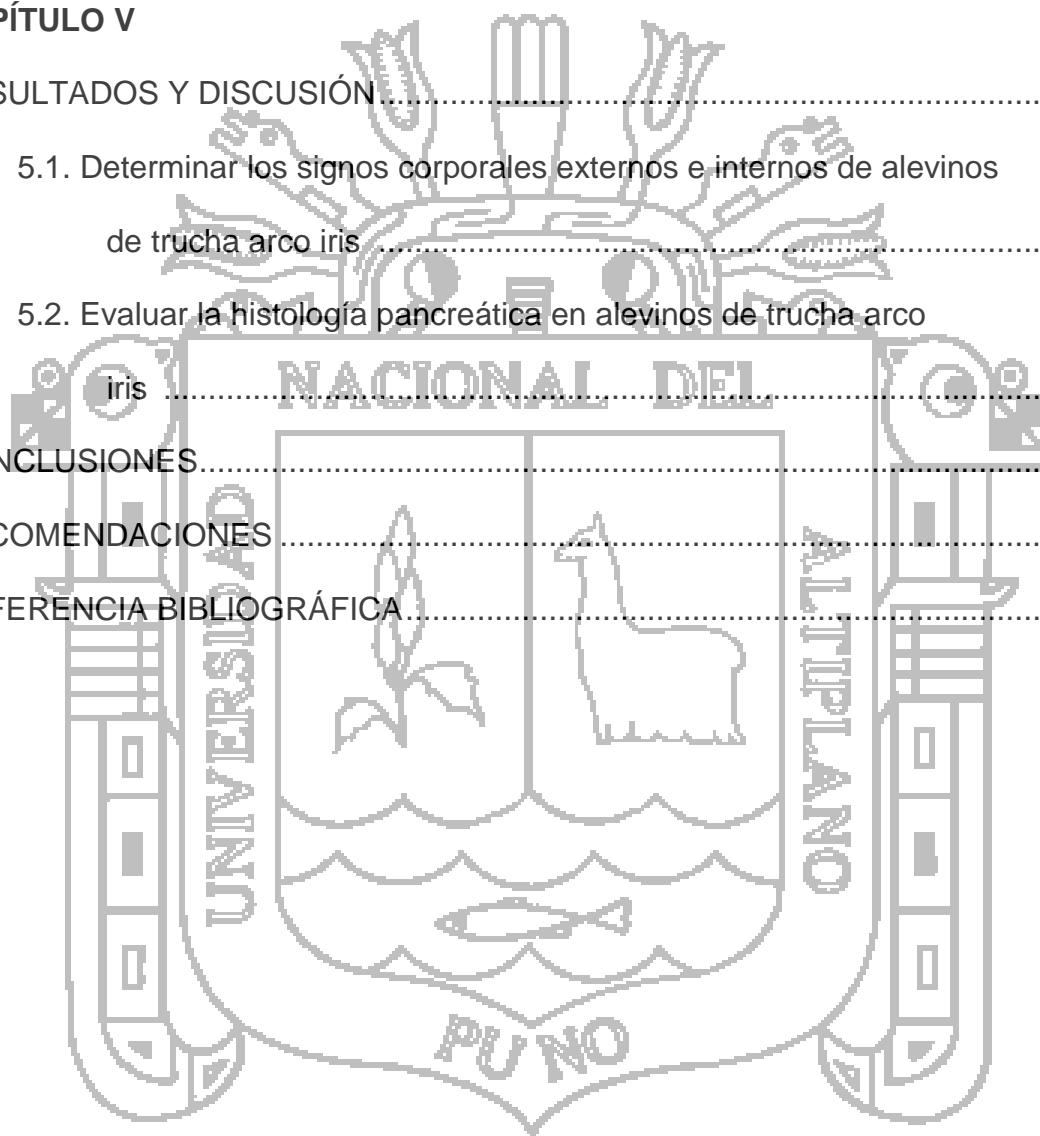 PÍTULO V
SULTADOS Y DISCUSIÓN
5.1. Determinar los signos corporales externos e internos de alevinos
de trucha arco iris
5.2. Evaluar la histología pancreática en alevinos de trucha arco
iris
NACIONAL DEL
NCLUSIONES
COMENDACIONES
FERENCIA BIBLIOGRÁFICA
UNIVERSIDAD
ALTIPLANO
PUNO